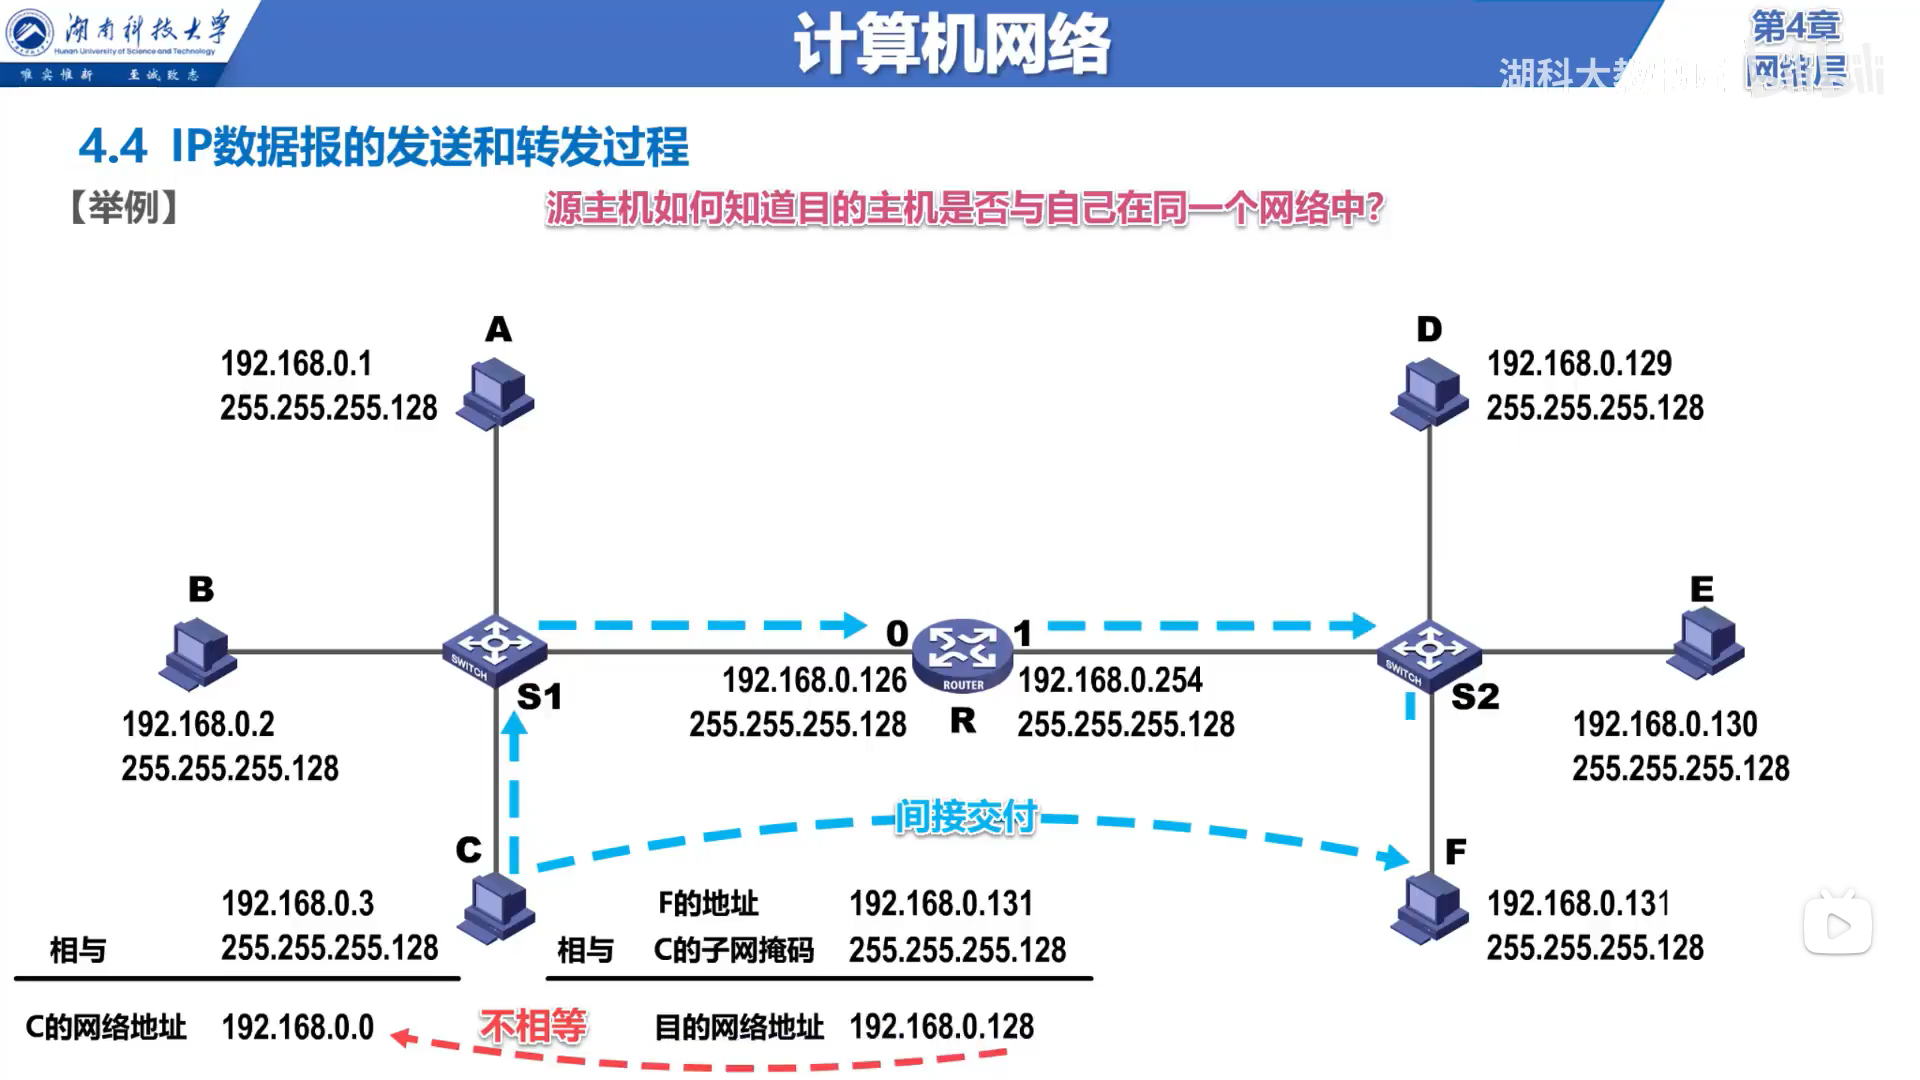 湖南科技大学
Hunan University of Science and Technology
唯实惟新 至诚致志
计算机网络
第4章
网络层
湖科大教
4.4 IP数据报的发送和转发过程
【举例】
源主机如何知道目的主机是否与自己在同一个网络中?
A
192.168.0.1
255.255.255.128
D
192.168.0.129
255.255.255.128
B
192.168.0.2
255.255.255.128
SWITCH
S1
0
1
192.168.0.126
255.255.255.128
ROUTER
R
192.168.0.254
255.255.255.128
SWITCH
S2
E
192.168.0.130
255.255.255.128
间接交付
C
192.168.0.3
相与 255.255.255.128
C的网络地址 192.168.0.0
F的地址 192.168.0.131
相与 C的子网掩码 255.255.255.128
不相等
目的网络地址 192.168.0.128
F
192.168.0.131
255.255.255.128